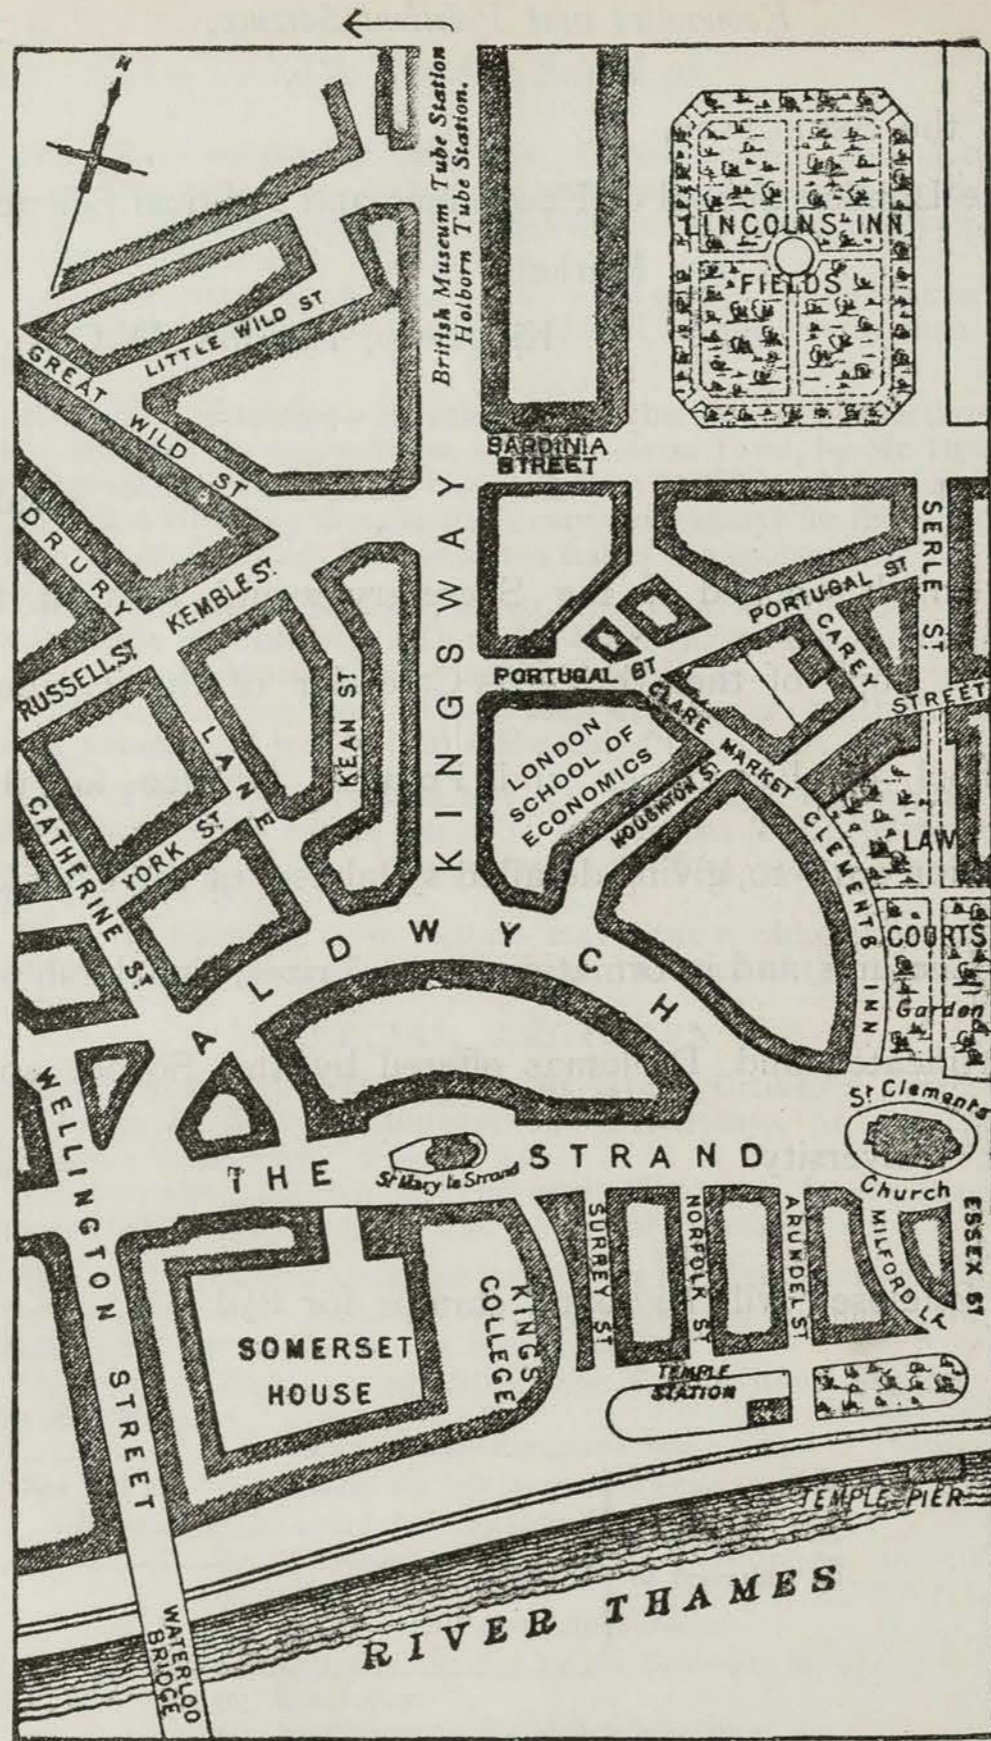 N
British Museum Tube Station
Holborn Tube Station.
LINCOLNS INN
FIELDS
LITTLE WILD ST
GREAT WILD ST
SARDINIA
STREET
DRURY
LANE
KEMBLE ST.
RUSSELL ST.
KINGSWAY
SERLE ST.
PORTUGAL ST
CAREY
STREET
PORTUGAL ST
CLARE MARKET
KEAN ST
LONDON
SCHOOL OF
ECONOMICS
HOUGHTON ST.
CATHERINE ST.
YORK ST.
CLEMENTS INN
LAW
COURTS
Garden
ALDWYCH
WELLINGTON STREET
St. Clements
Church
THE STRAND
St Mary le Strand
SURREY ST
NORFOLK ST
ARUNDEL ST
MILFORD LA
ESSEX ST
KINGS
COLLEGE
SOMERSET
HOUSE
TEMPLE
STATION
TEMPLE PIER
RIVER THAMES
WATERLOO
BRIDGE